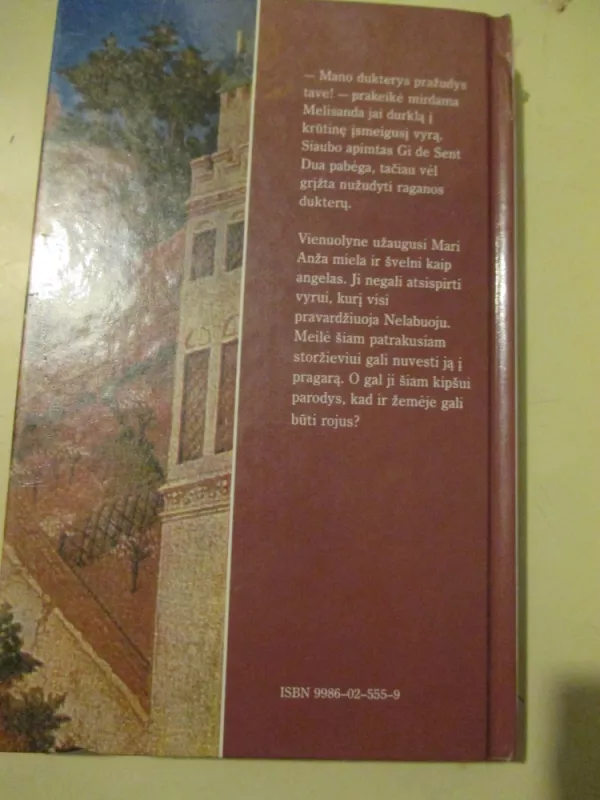 — Mano dukterys pražudys
tave! — prakeikė mirdama
Melisanda jai durklą į
krūtinę įsmeigusį vyrą.
Siaubo apimtas Gi de Sent
Dua pabėga, tačiau vėl
grįžta nužudyti raganos
dukterų.
Vienuolyne užaugusi Mari
Anža miela ir švelni kaip
angelas. Ji negali atsispirti
vyrui, kurį visi
pravardžiuoja Nelabuoju.
Meilė šiam patrakusiam
storžieviui gali nuvesti ją į
pragarą. O gal ji šiam kipšui
parodys, kad ir žemėje gali
būti rojus?
ISBN 9986–02–555–9